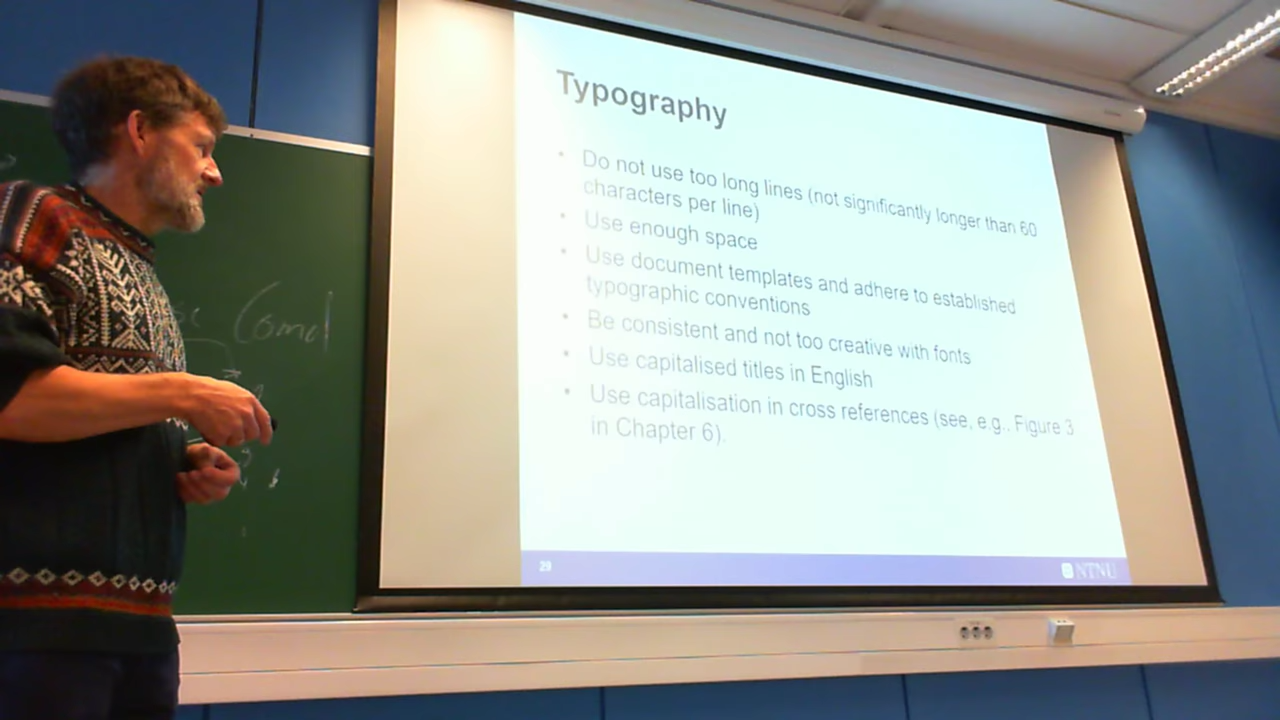 Typography
• Do not use too long lines (not significantly longer than 60
characters per line)
• Use enough space
• Use document templates and adhere to established
typographic conventions
• Be consistent and not too creative with fonts
• Use capitalised titles in English
• Use capitalisation in cross references (see, e.g., Figure 3
in Chapter 6).
29
NTNU